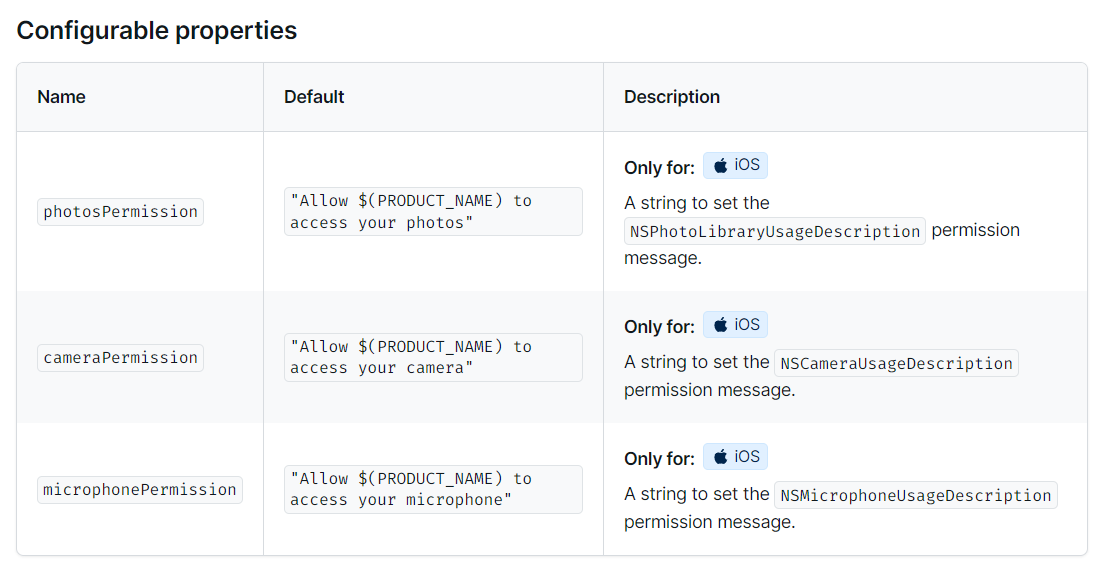 Configurable properties
Name Default Description
Only for: iOS
photosPermission
"Allow $(PRODUCT_NAME) to
access your photos"
A string to set the
NSPhotoLibraryUsageDescription permission
message.
Only for: iOS
cameraPermission
"Allow $(PRODUCT_NAME) to
access your camera"
A string to set the NSCameraUsageDescription
permission message.
Only for: iOS
microphonePermission
"Allow $(PRODUCT_NAME) to
access your microphone"
A string to set the NSMicrophoneUsageDescription
permission message.